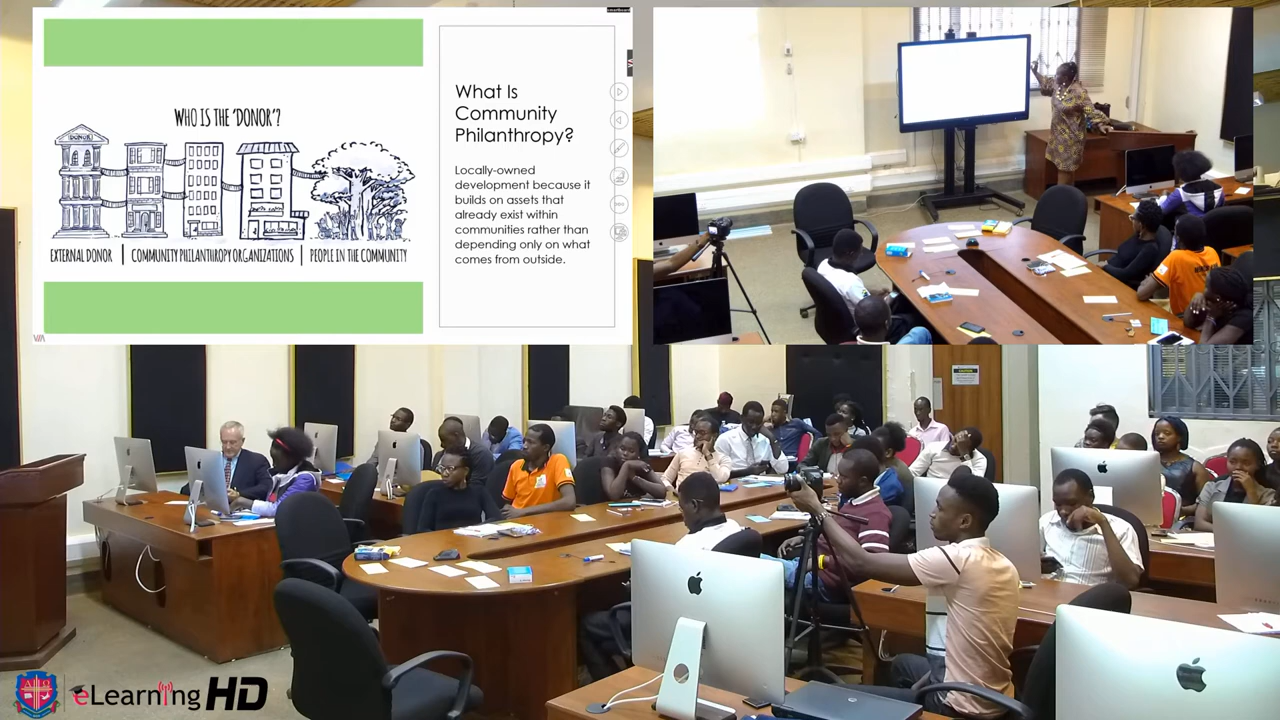 WHO IS THE 'DONOR'?
DONOR
EXTERNAL DONOR | COMMUNITY PHILANTHROPY ORGANIZATIONS | PEOPLE IN THE COMMUNITY
What Is
Community
Philanthropy?
Locally-owned
development because it
builds on assets that
already exist within
communities rather than
depending only on what
comes from outside.
CAUTION
eLearning HD